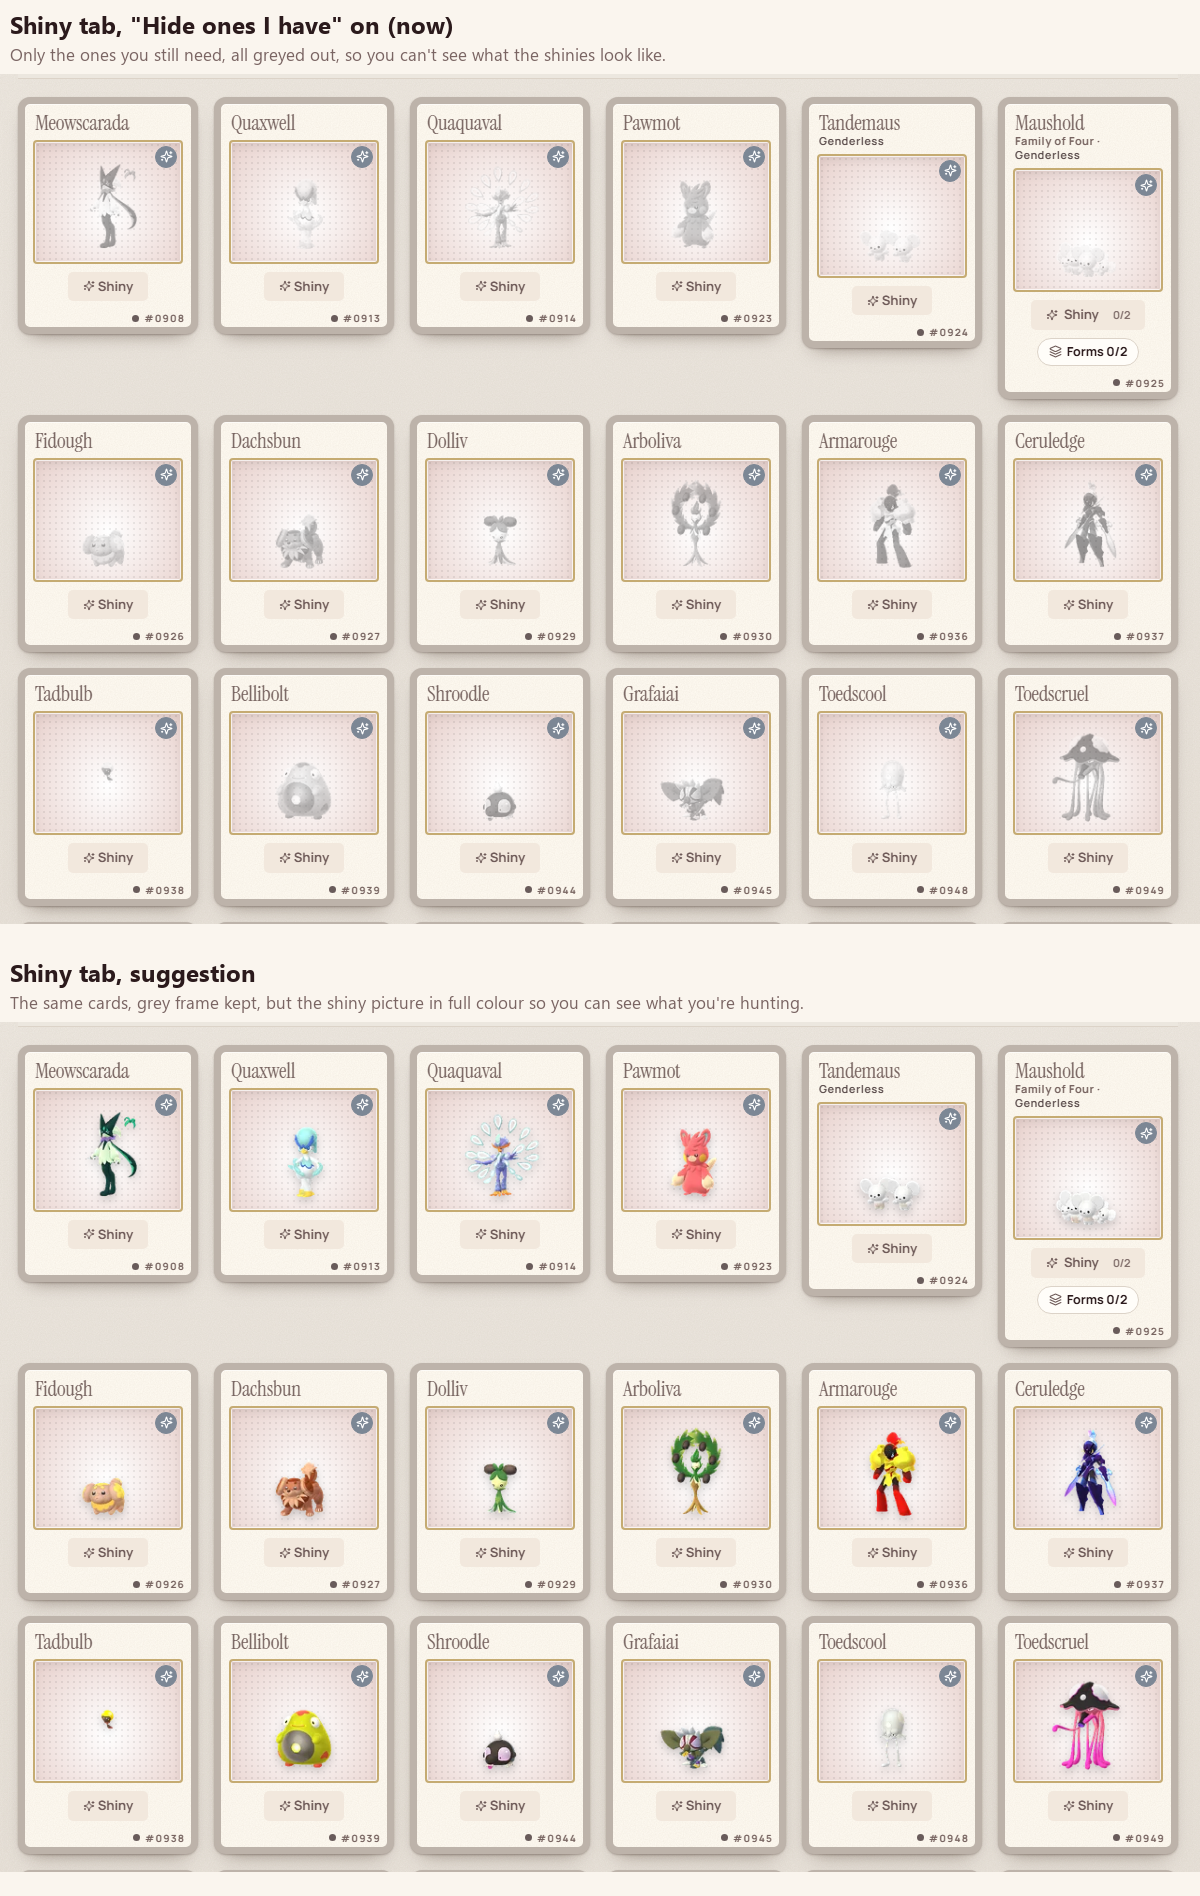 Shiny tab, "Hide ones I have" on (now)
Only the ones you still need, all greyed out, so you can't see what the shinies look like.
Meowscarada
Quaxwell
Quaquaval
Pawmot
Tandemaus
Genderless
Maushold
Family of Four ·
Genderless
Shiny
Shiny
Shiny
Shiny
Shiny
Shiny 0/2
Forms 0/2
#0908
#0913
#0914
#0923
#0924
#0925
Fidough
Dachsbun
Dolliv
Arboliva
Armarouge
Ceruledge
Shiny
Shiny
Shiny
Shiny
Shiny
Shiny
#0926
#0927
#0929
#0930
#0936
#0937
Tadbulb
Bellibolt
Shroodle
Grafaiai
Toedscool
Toedscruel
Shiny
Shiny
Shiny
Shiny
Shiny
Shiny
#0938
#0939
#0944
#0945
#0948
#0949
Shiny tab, suggestion
The same cards, grey frame kept, but the shiny picture in full colour so you can see what you're hunting.
Meowscarada
Quaxwell
Quaquaval
Pawmot
Tandemaus
Genderless
Maushold
Family of Four ·
Genderless
Shiny
Shiny
Shiny
Shiny
Shiny
Shiny 0/2
Forms 0/2
#0908
#0913
#0914
#0923
#0924
#0925
Fidough
Dachsbun
Dolliv
Arboliva
Armarouge
Ceruledge
Shiny
Shiny
Shiny
Shiny
Shiny
Shiny
#0926
#0927
#0929
#0930
#0936
#0937
Tadbulb
Bellibolt
Shroodle
Grafaiai
Toedscool
Toedscruel
Shiny
Shiny
Shiny
Shiny
Shiny
Shiny
#0938
#0939
#0944
#0945
#0948
#0949